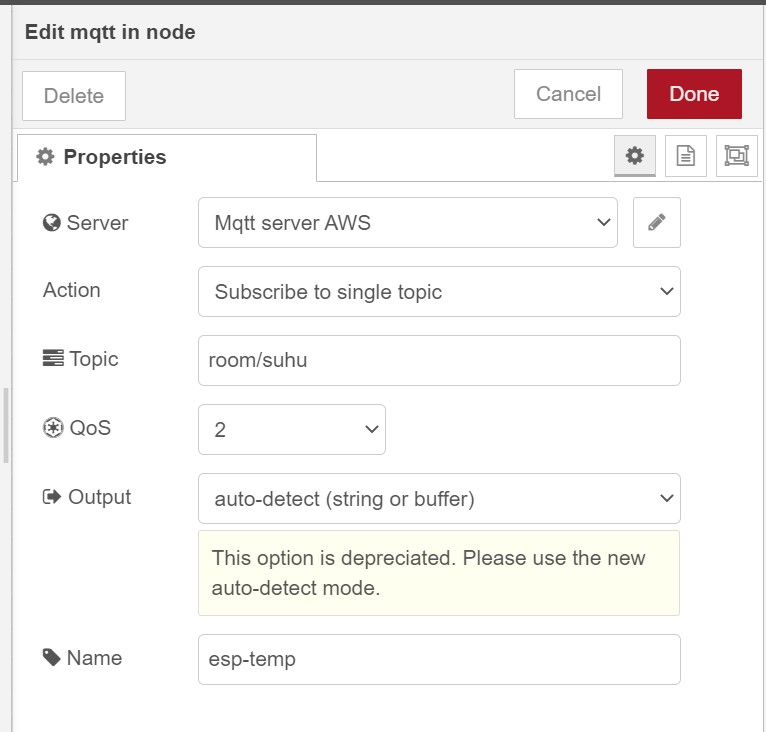 Edit mqtt in node
Delete
Cancel
Done
Properties
Server
Mqtt server AWS
Action
Subscribe to single topic
Topic
room/suhu
QoS
2
Output
auto-detect (string or buffer)
This option is depreciated. Please use the new
auto-detect mode.
Name
esp-temp